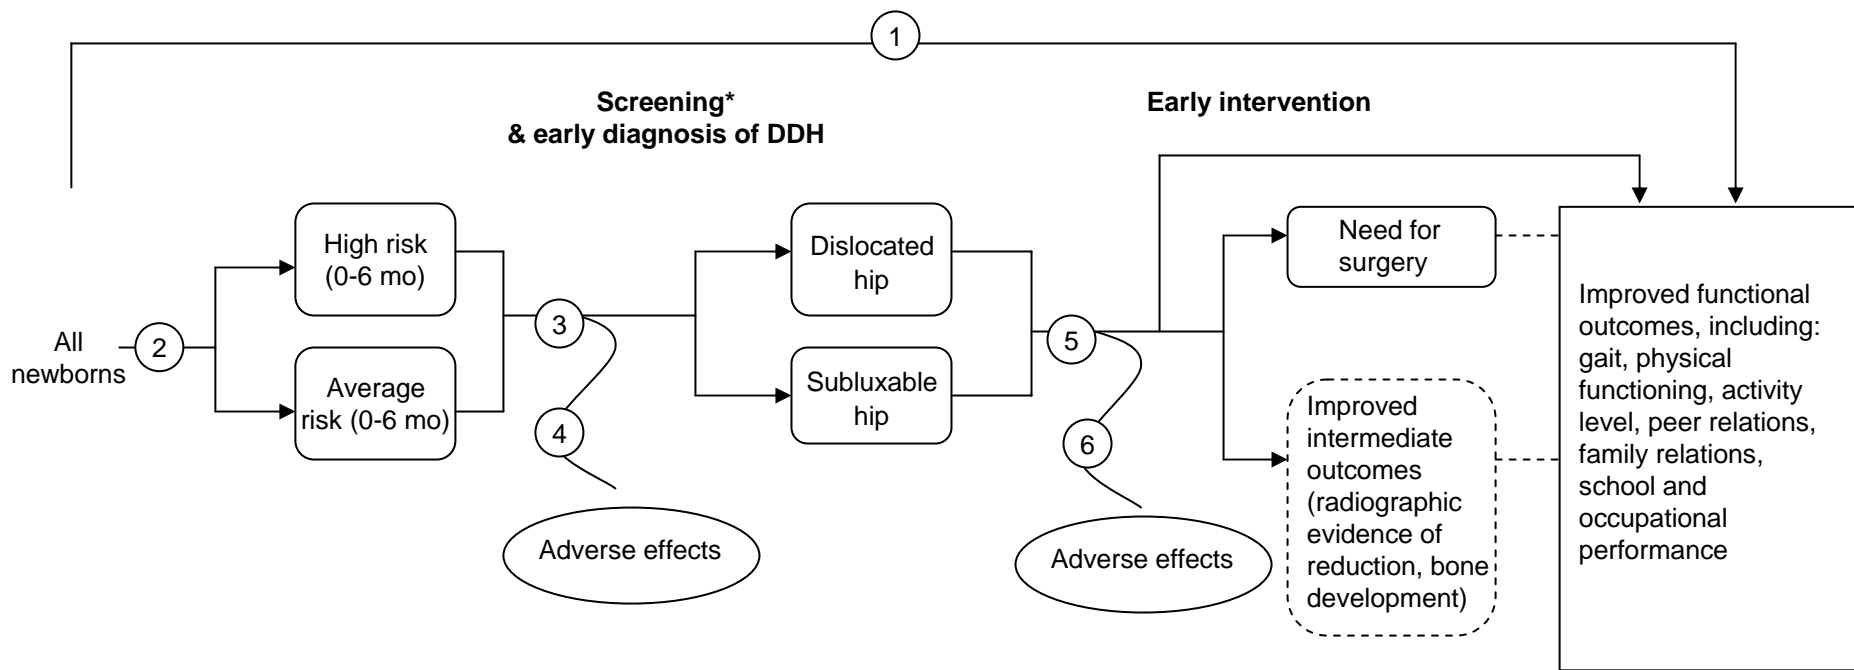 1
Screening*
& early diagnosis of DDH
Early intervention
All
newborns
2
High risk
(0-6 mo)
Average
risk (0-6 mo)
3
4
Adverse effects
Dislocated
hip
Subluxable
hip
5
6
Adverse effects
Need for
surgery
Improved
intermediate
outcomes
(radiographic
evidence of
reduction, bone
development)
Improved functional
outcomes, including:
gait, physical
functioning, activity
level, peer relations,
family relations,
school and
occupational
performance